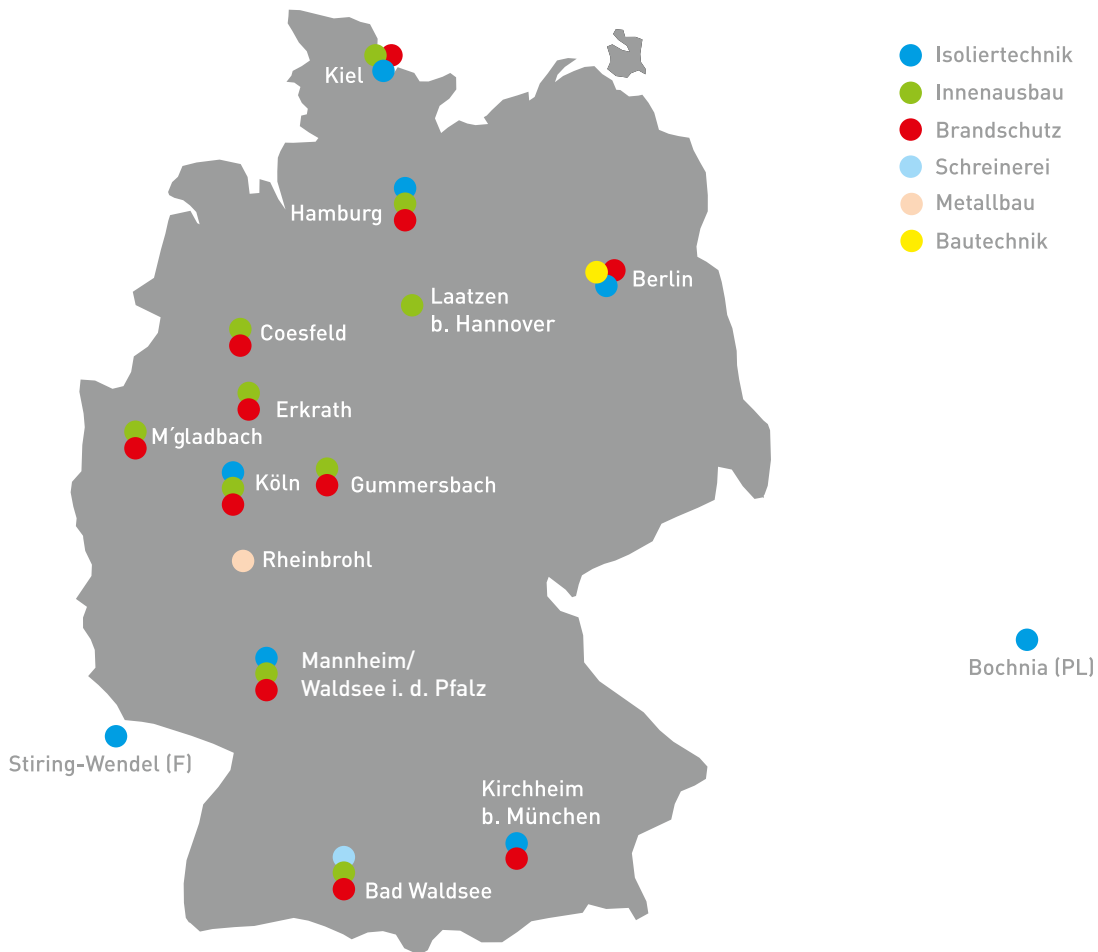 Kiel
Hamburg
Laatzen
b. Hannover
Berlin
Coesfeld
Erkrath
M´gladbach
Köln
Gummersbach
Rheinbrohl
Mannheim/
Waldsee i. d. Pfalz
Stiring-Wendel (F)
Kirchheim
b. München
Bad Waldsee
Bochnia (PL)
Isoliertechnik
Innenausbau
Brandschutz
Schreinerei
Metallbau
Bautechnik